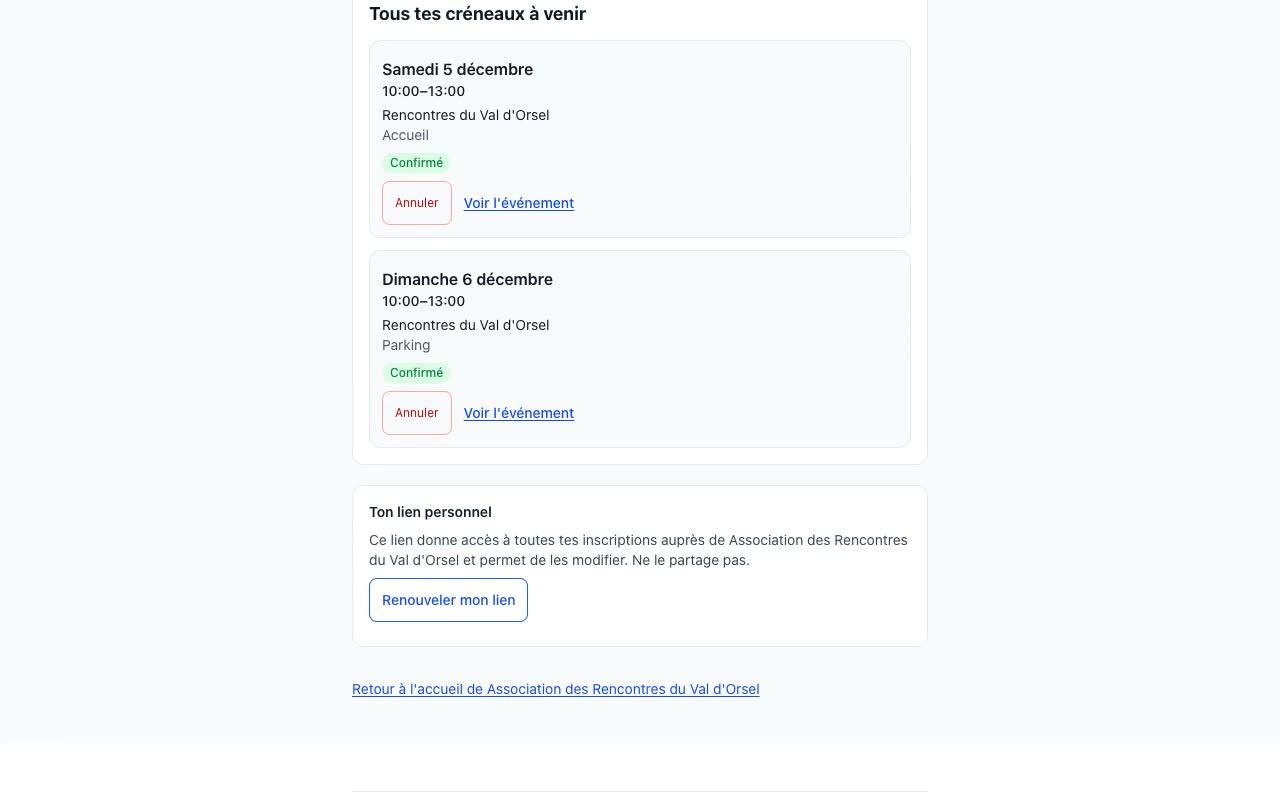 Tous tes créneaux à venir
Samedi 5 décembre
10:00–13:00
Rencontres du Val d'Orsel
Accueil
Confirmé
Annuler Voir l'événement
Dimanche 6 décembre
10:00–13:00
Rencontres du Val d'Orsel
Parking
Confirmé
Annuler Voir l'événement
Ton lien personnel
Ce lien donne accès à toutes tes inscriptions auprès de Association des Rencontres
du Val d'Orsel et permet de les modifier. Ne le partage pas.
Renouveler mon lien
Retour à l'accueil de Association des Rencontres du Val d'Orsel